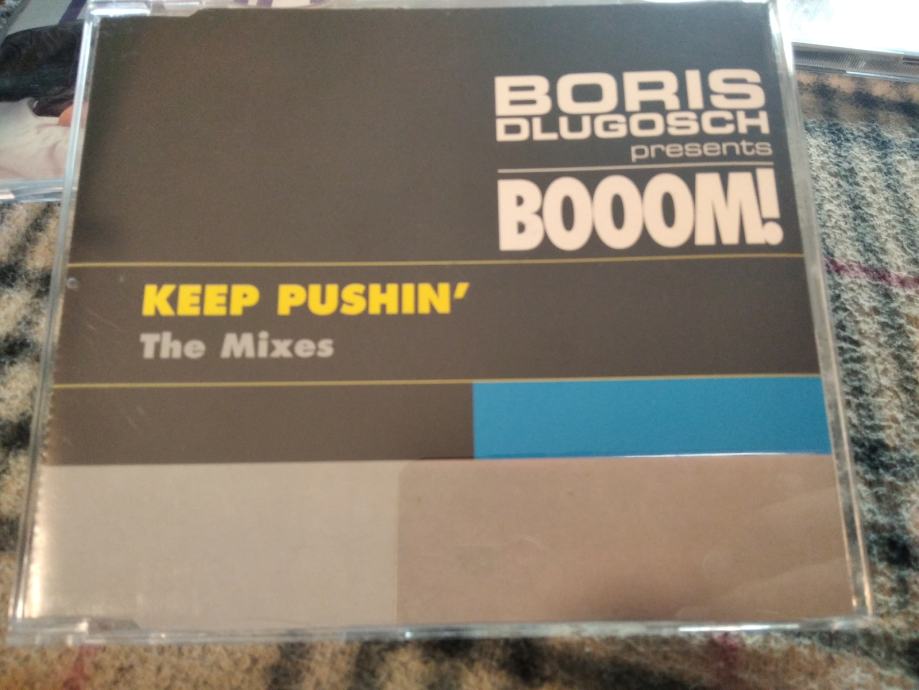 BORIS
DLUGOSCH
presents
BOOOM!
KEEP PUSHIN'
The Mixes